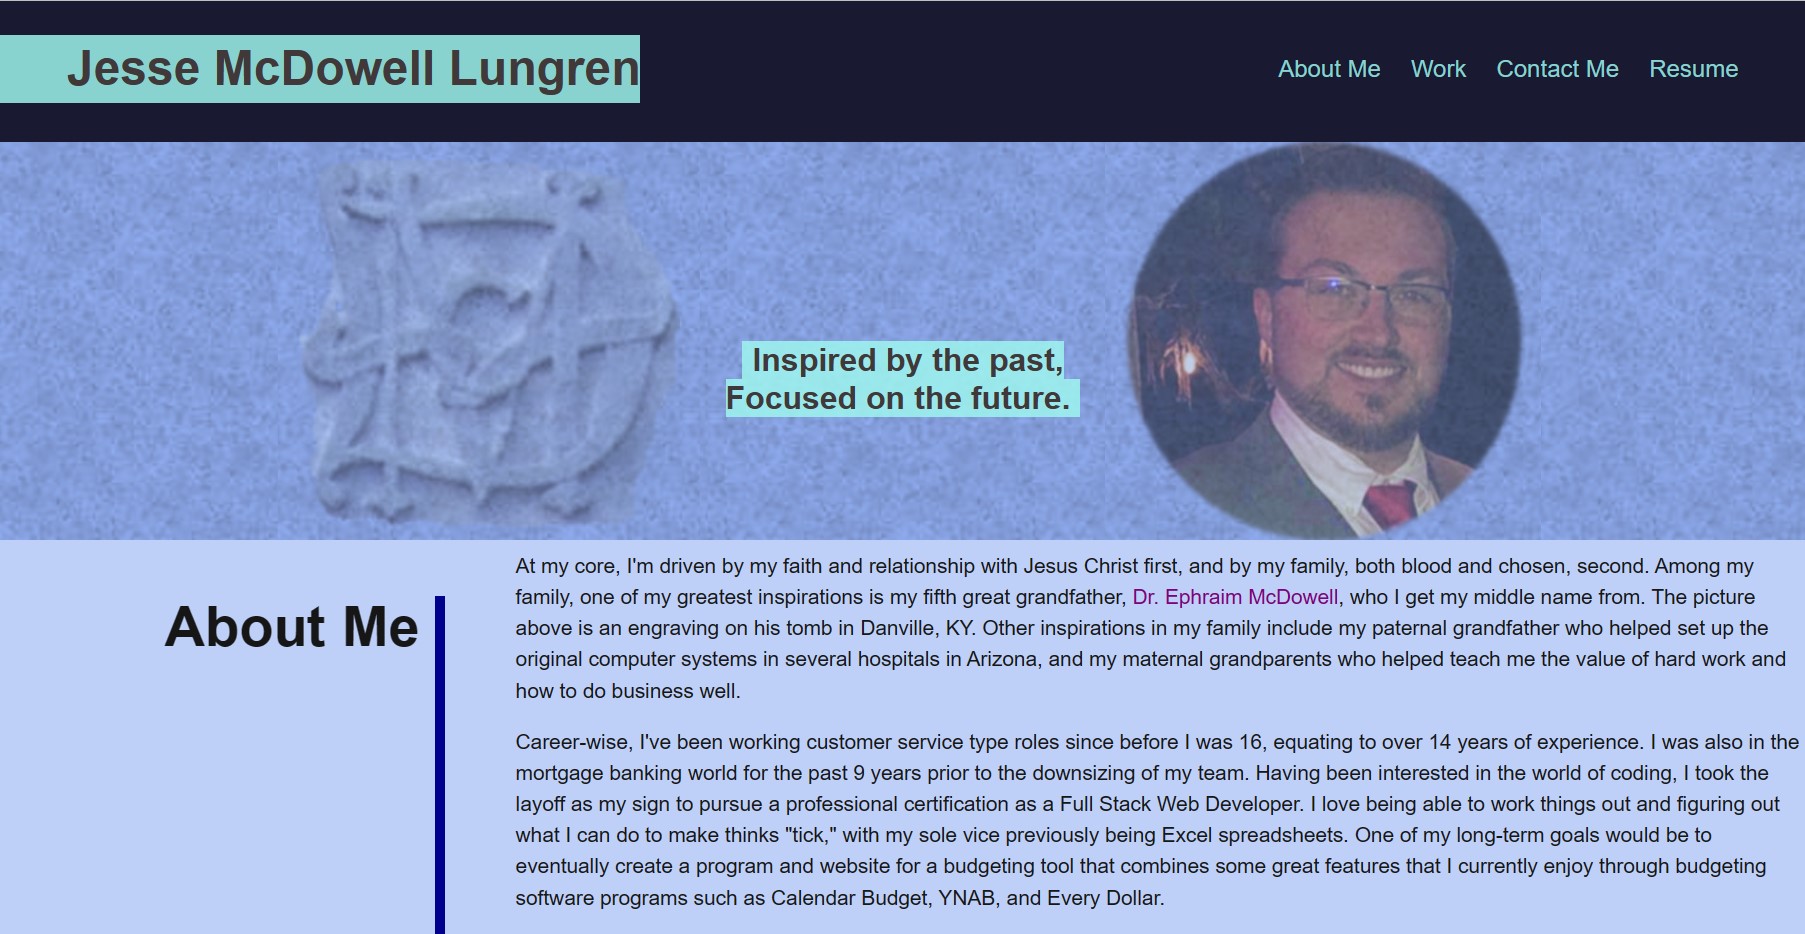 Jesse McDowell Lungren
About Me Work Contact Me Resume
Inspired by the past,
Focused on the future.
About Me
At my core, I'm driven by my faith and relationship with Jesus Christ first, and by my family, both blood and chosen, second. Among my
family, one of my greatest inspirations is my fifth great grandfather, Dr. Ephraim McDowell, who I get my middle name from. The picture
above is an engraving on his tomb in Danville, KY. Other inspirations in my family include my paternal grandfather who helped set up the
original computer systems in several hospitals in Arizona, and my maternal grandparents who helped teach me the value of hard work and
how to do business well.
Career-wise, I've been working customer service type roles since before I was 16, equating to over 14 years of experience. I was also in the
mortgage banking world for the past 9 years prior to the downsizing of my team. Having been interested in the world of coding, I took the
layoff as my sign to pursue a professional certification as a Full Stack Web Developer. I love being able to work things out and figuring out
what I can do to make thinks "tick," with my sole vice previously being Excel spreadsheets. One of my long-term goals would be to
eventually create a program and website for a budgeting tool that combines some great features that I currently enjoy through budgeting
software programs such as Calendar Budget, YNAB, and Every Dollar.